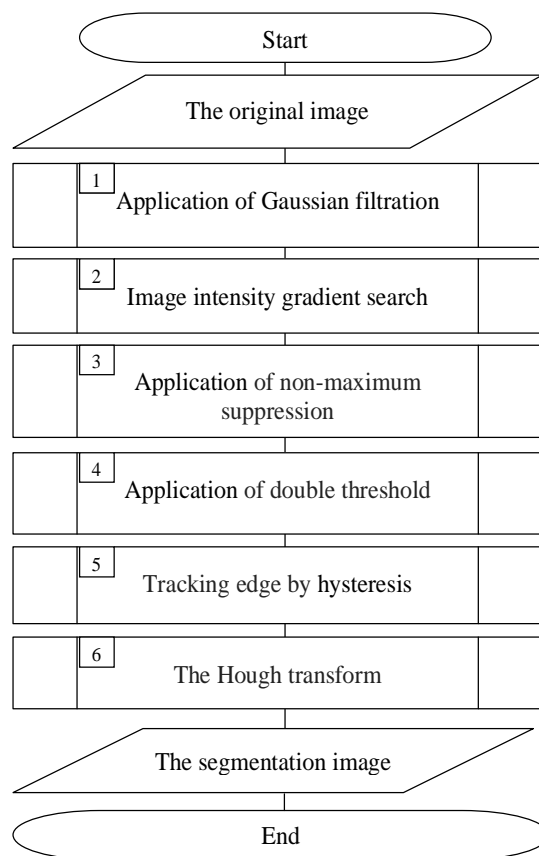 Start
The original image
1
Application of Gaussian filtration
2
Image intensity gradient search
3
Application of non-maximum
suppression
4
Application of double threshold
5
Tracking edge by hysteresis
6
The Hough transform
The segmentation image
End